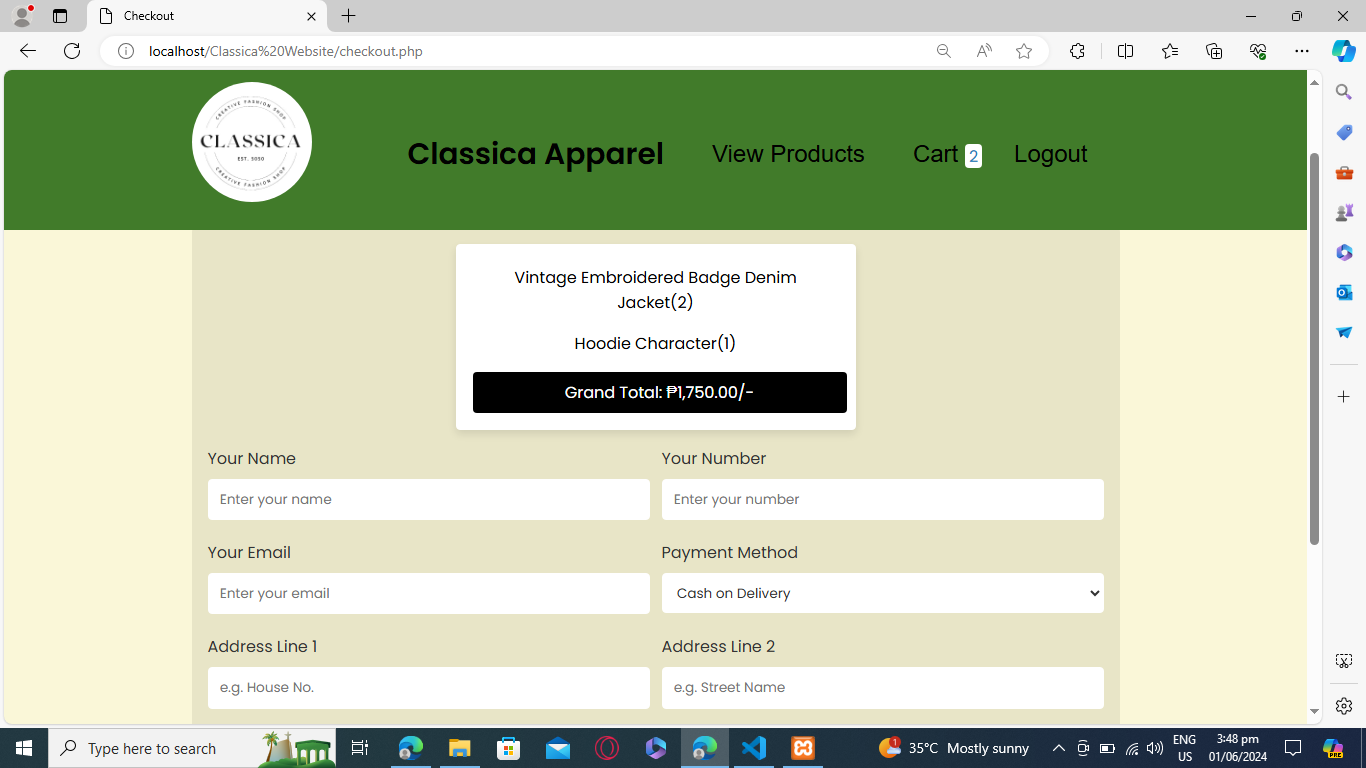 Checkout
localhost/Classica%20Website/checkout.php
CREATIVE FASHION SHOP
CLASSICA
EST. 2020
CREATIVE FASHION SHOP
Classica Apparel
View Products
Cart 2
Logout
Vintage Embroidered Badge Denim
Jacket(2)
Hoodie Character(1)
Grand Total: ₱1,750.00/-
Your Name
Your Number
Enter your name
Enter your number
Your Email
Payment Method
Enter your email
Cash on Delivery
Address Line 1
Address Line 2
e.g. House No.
e.g. Street Name
Type here to search
1
35°C Mostly sunny
ENG
US
3:48 pm
01/06/2024
PRE